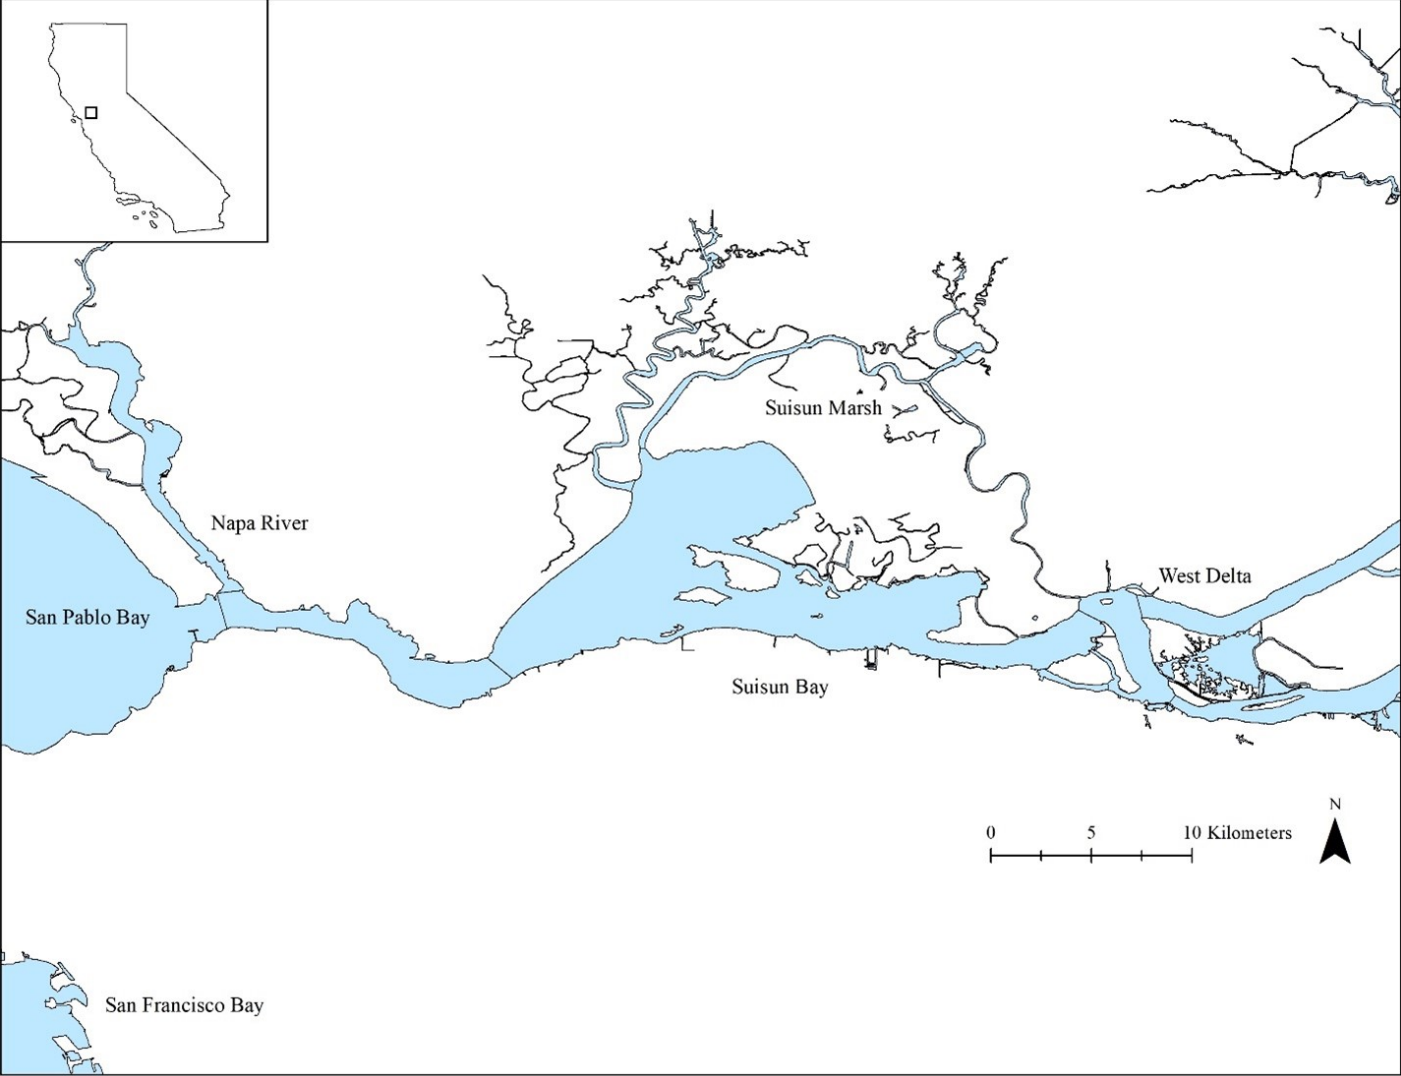 Suisun Marsh
Napa River
West Delta
San Pablo Bay
Suisun Bay
N
0 5 10 Kilometers
San Francisco Bay